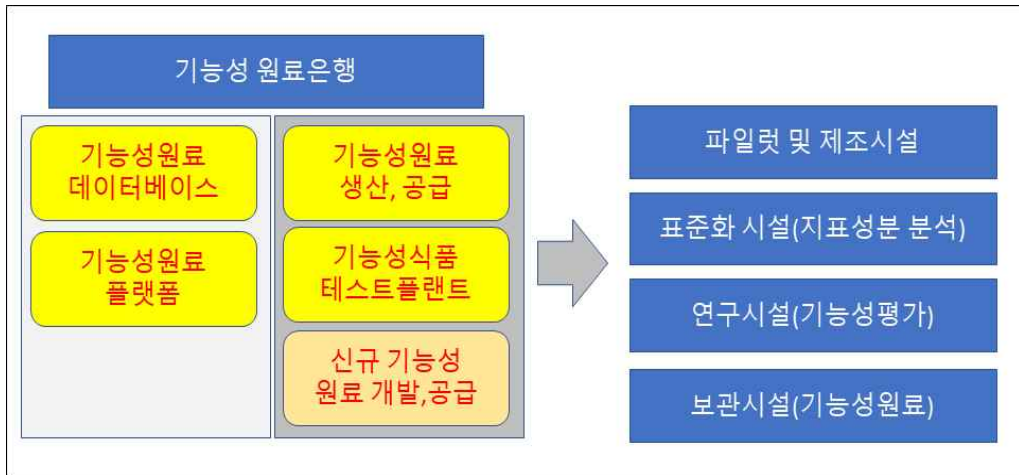 기능성 원료은행
기능성원료
데이터베이스
기능성원료
플랫폼
기능성원료
생산, 공급
기능성식품
테스트플랜트
신규 기능성
원료 개발,공급
파일럿 및 제조시설
표준화 시설(지표성분 분석)
연구시설(기능성평가)
보관시설(기능성원료)